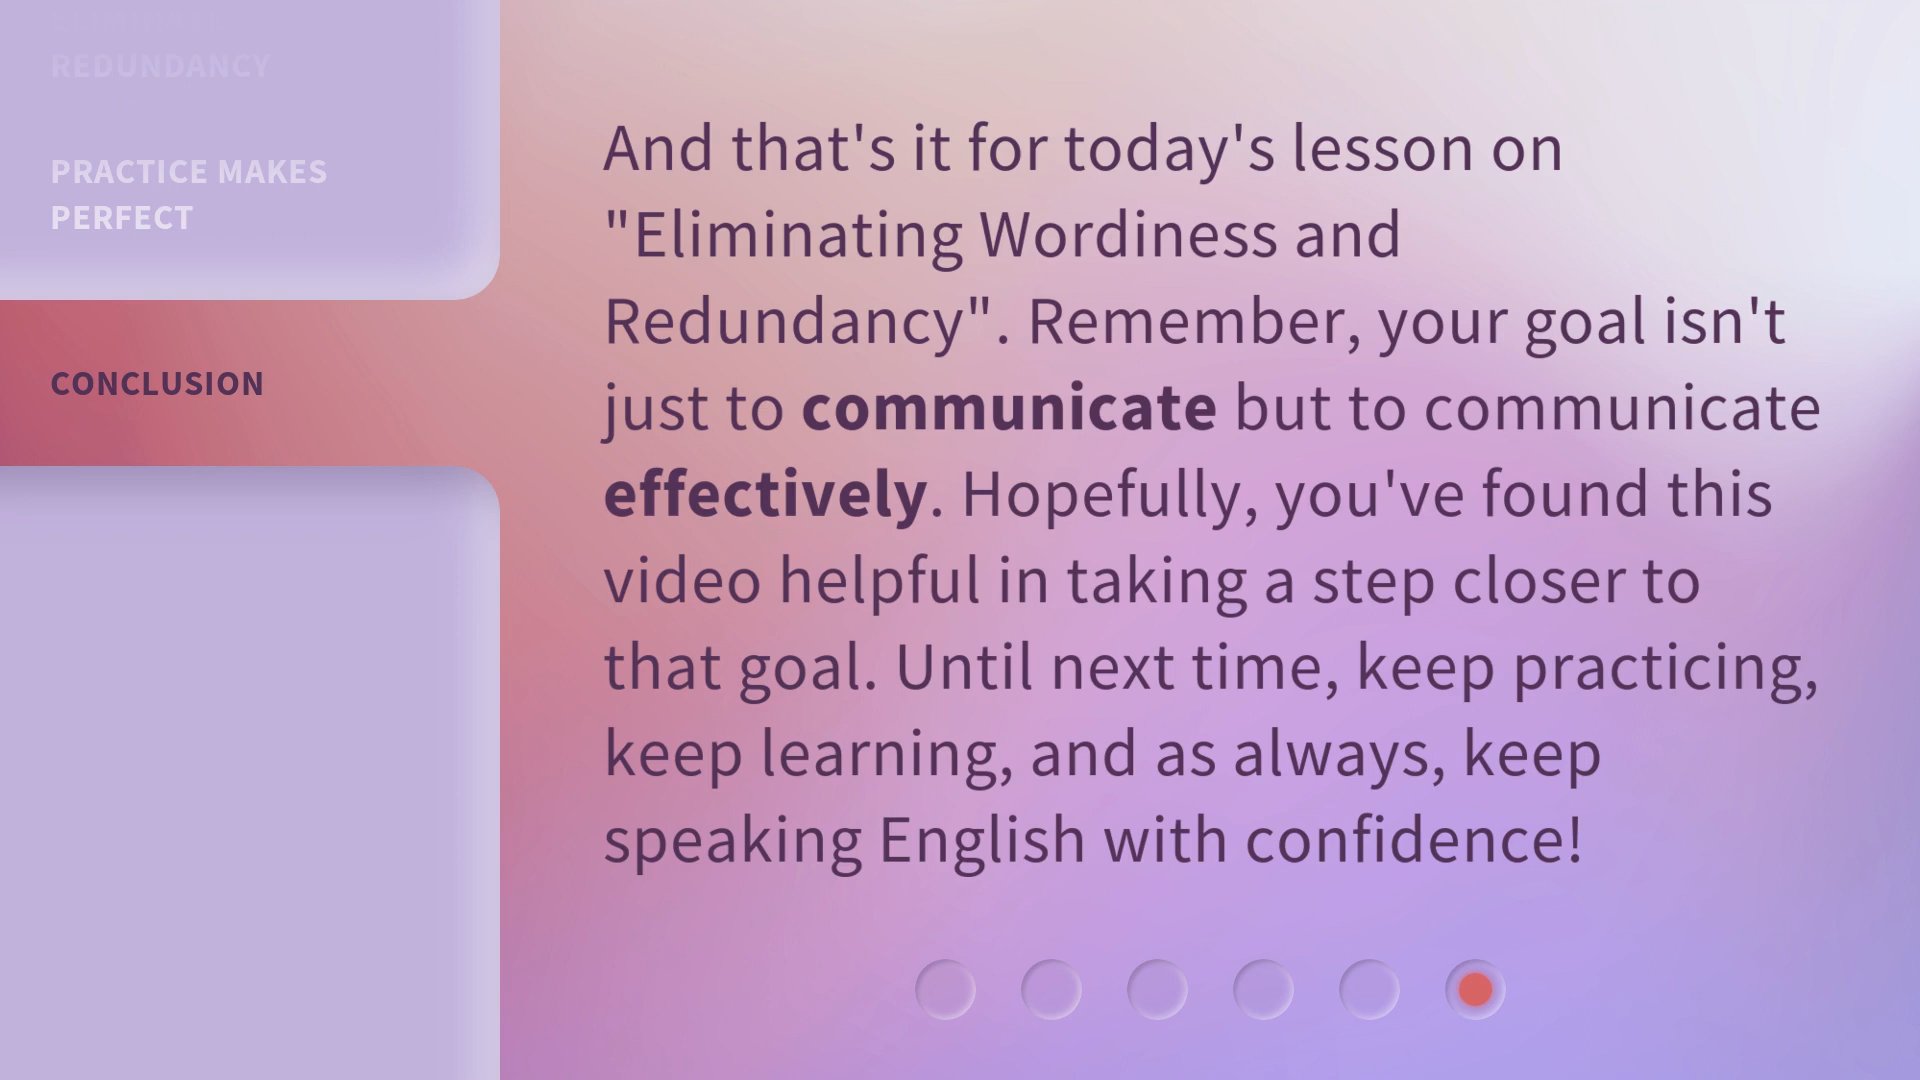 REDUNDANCY
PRACTICE MAKES
PERFECT
CONCLUSION
And that's it for today's lesson on
"Eliminating Wordiness and
Redundancy". Remember, your goal isn't
just to communicate but to communicate
effectively. Hopefully, you've found this
video helpful in taking a step closer to
that goal. Until next time, keep practicing,
keep learning, and as always, keep
speaking English with confidence!